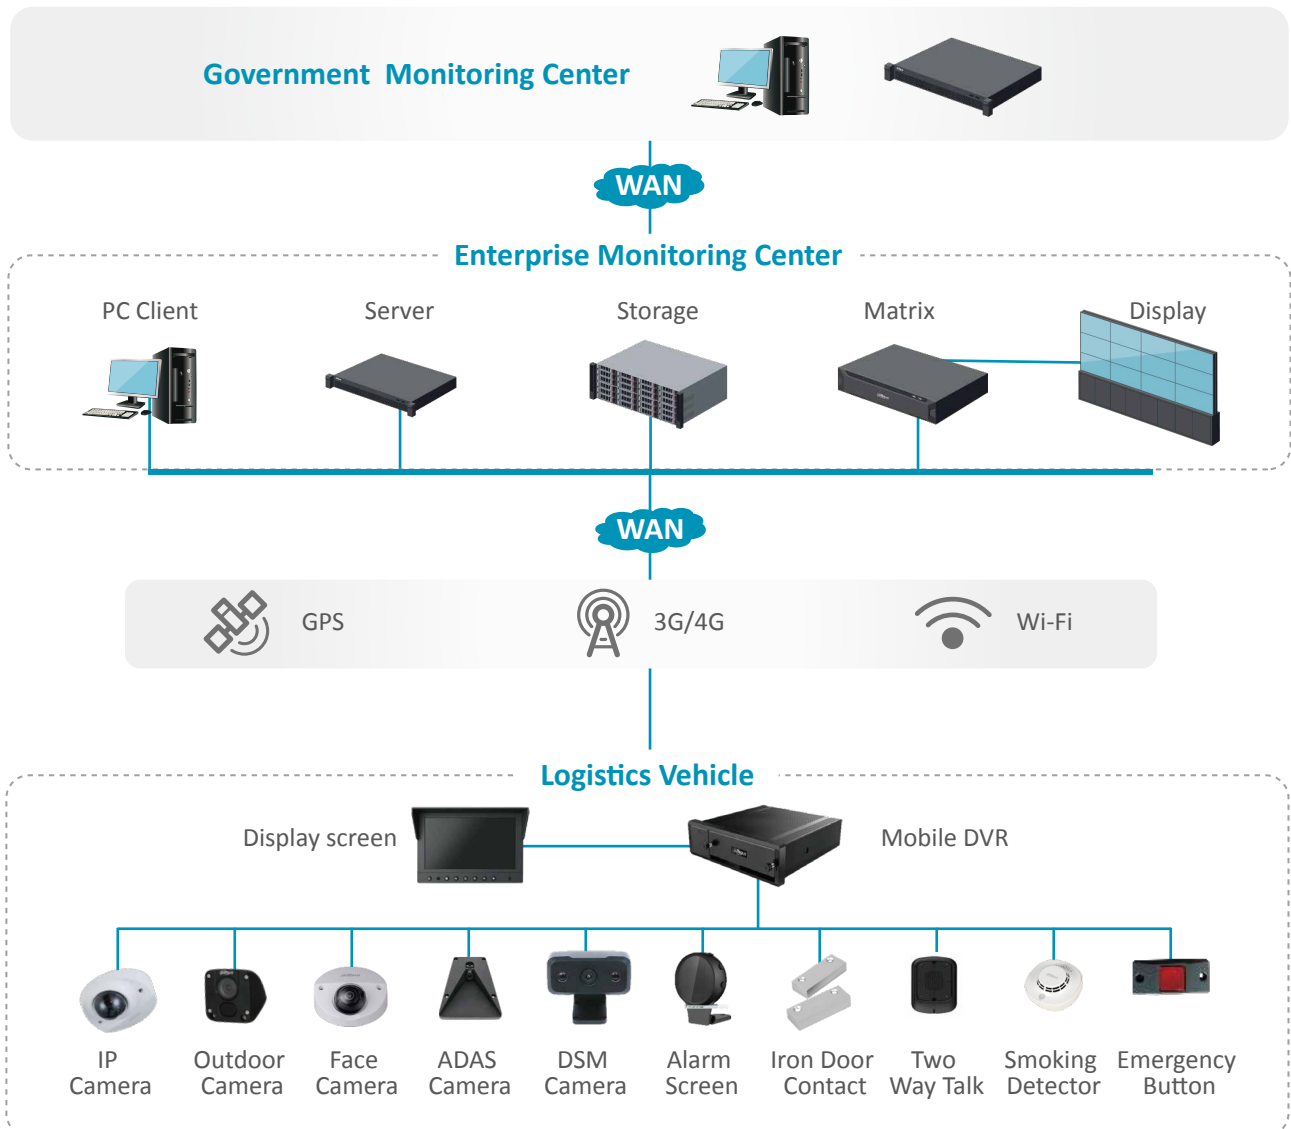 Government Monitoring Center
WAN
Enterprise Monitoring Center
PC Client
Server
Storage
Matrix
Display
WAN
GPS
3G/4G
Wi-Fi
Logistics Vehicle
Display screen
Mobile DVR
IP
Camera
Outdoor
Camera
Face
Camera
ADAS
Camera
DSM
Camera
Alarm
Screen
Iron Door
Contact
Two
Way Talk
Smoking
Detector
Emergency
Button